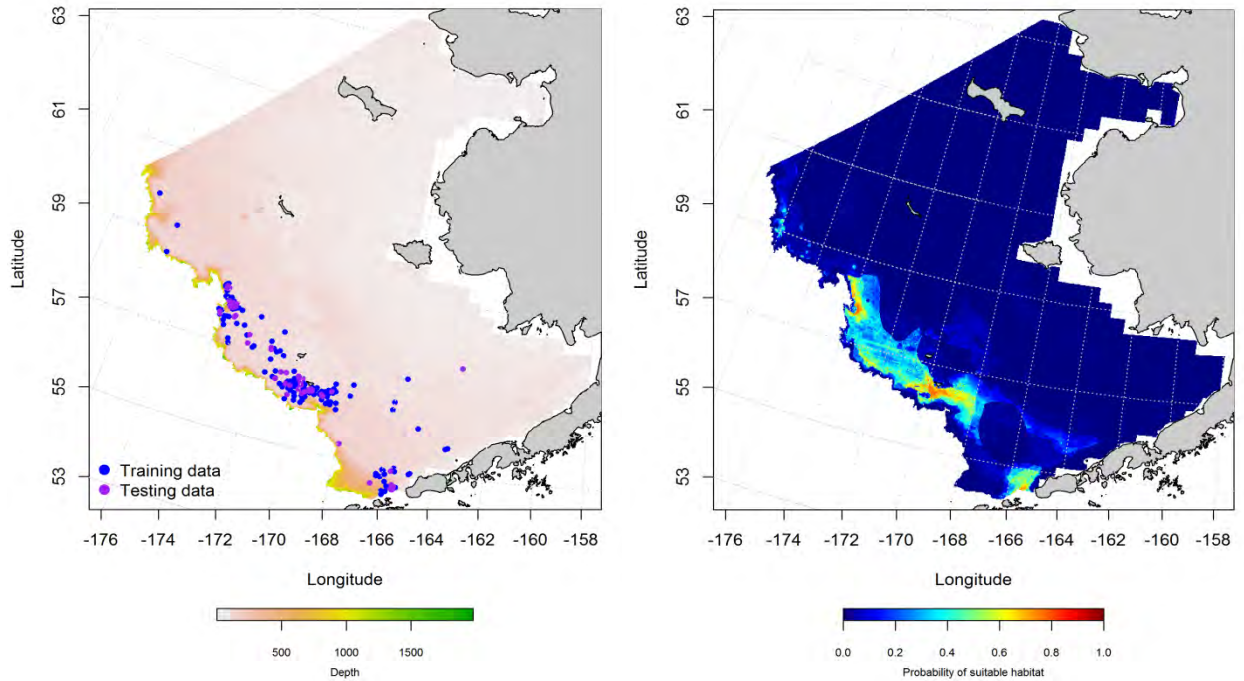 63
61
59
57
55
53
Latitude
Training data
Testing data
-176 -174 -172 -170 -168 -166 -164 -162 -160 -158
Longitude
500 1000 1500
Depth
63
61
59
57
55
53
Latitude
-176 -174 -172 -170 -168 -166 -164 -162 -160 -158
Longitude
0.0 0.2 0.4 0.6 0.8 1.0
Probability of suitable habitat